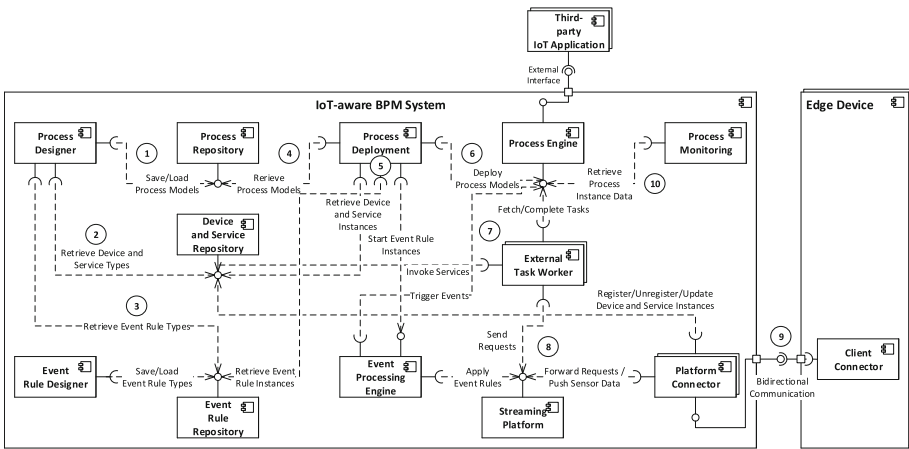 Third-
party
IoT Application
External
Interface
IoT-aware BPM System
Edge Device
Process
Designer
1
Save/Load
Process Models
Process
Repository
4
Rerieve
Process Models
Process
Deployment
5
6
Deploy
Process Models
Process Engine
Retrieve
Process
Instance Data
10
Process
Monitoring
Retrieve Device
and Service
Instances
Fetch/Complete Tasks
2
Retrieve Device and
Service Types
Device
and Service
Repository
Start Event Rule
Instances
7
Invoke Services
External
Task Worker
Trigger Events
Register/Unregister/Update
Device and Service Instances
3
Retrieve Event Rule Types
Send
Requests
8
9
Event
Rule Designer
Save/Load
Event Rule Types
Retrieve Event
Rule Instances
Event
Rule
Repository
Event
Processing
Engine
Apply
Event Rules
Forward Requests /
Push Sensor Data
Streaming
Platform
Platform
Connector
Bidirectional
Communication
Client
Connector